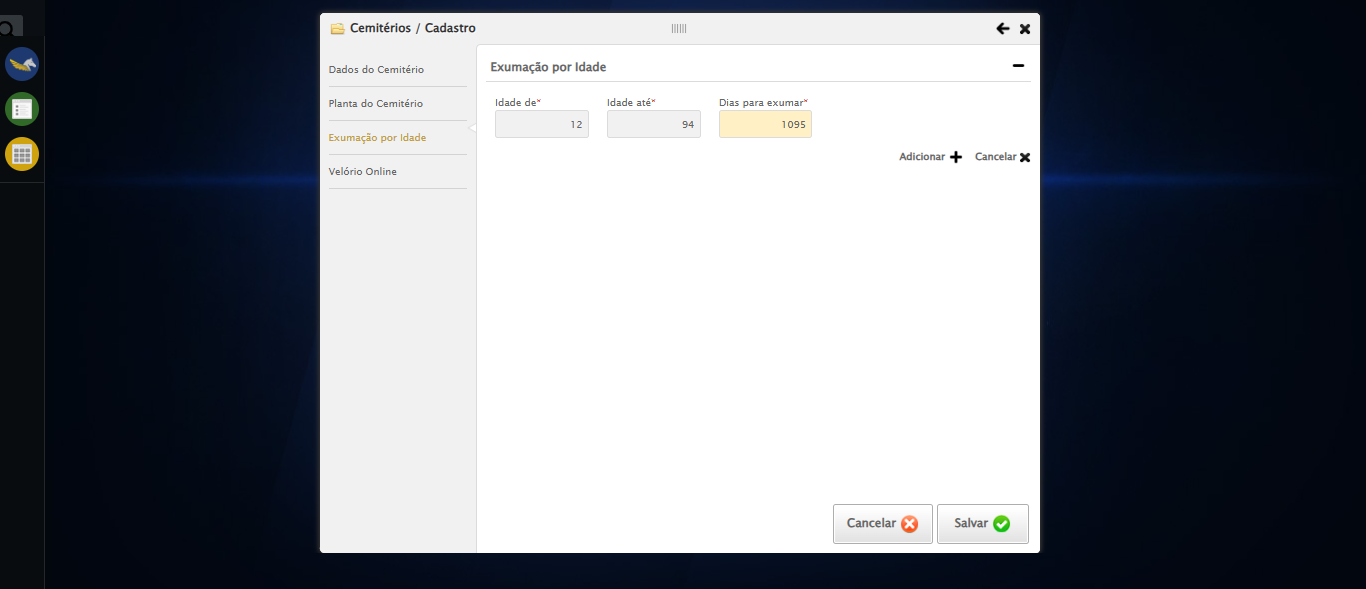 Cemitérios / Cadastro
Dados do Cemitério
Planta do Cemitério
Exumação por Idade
Velório Online
Exumação por Idade
Idade de* Idade até* Dias para exumar*
12 94 1095
Adicionar Cancelar
Cancelar Salvar